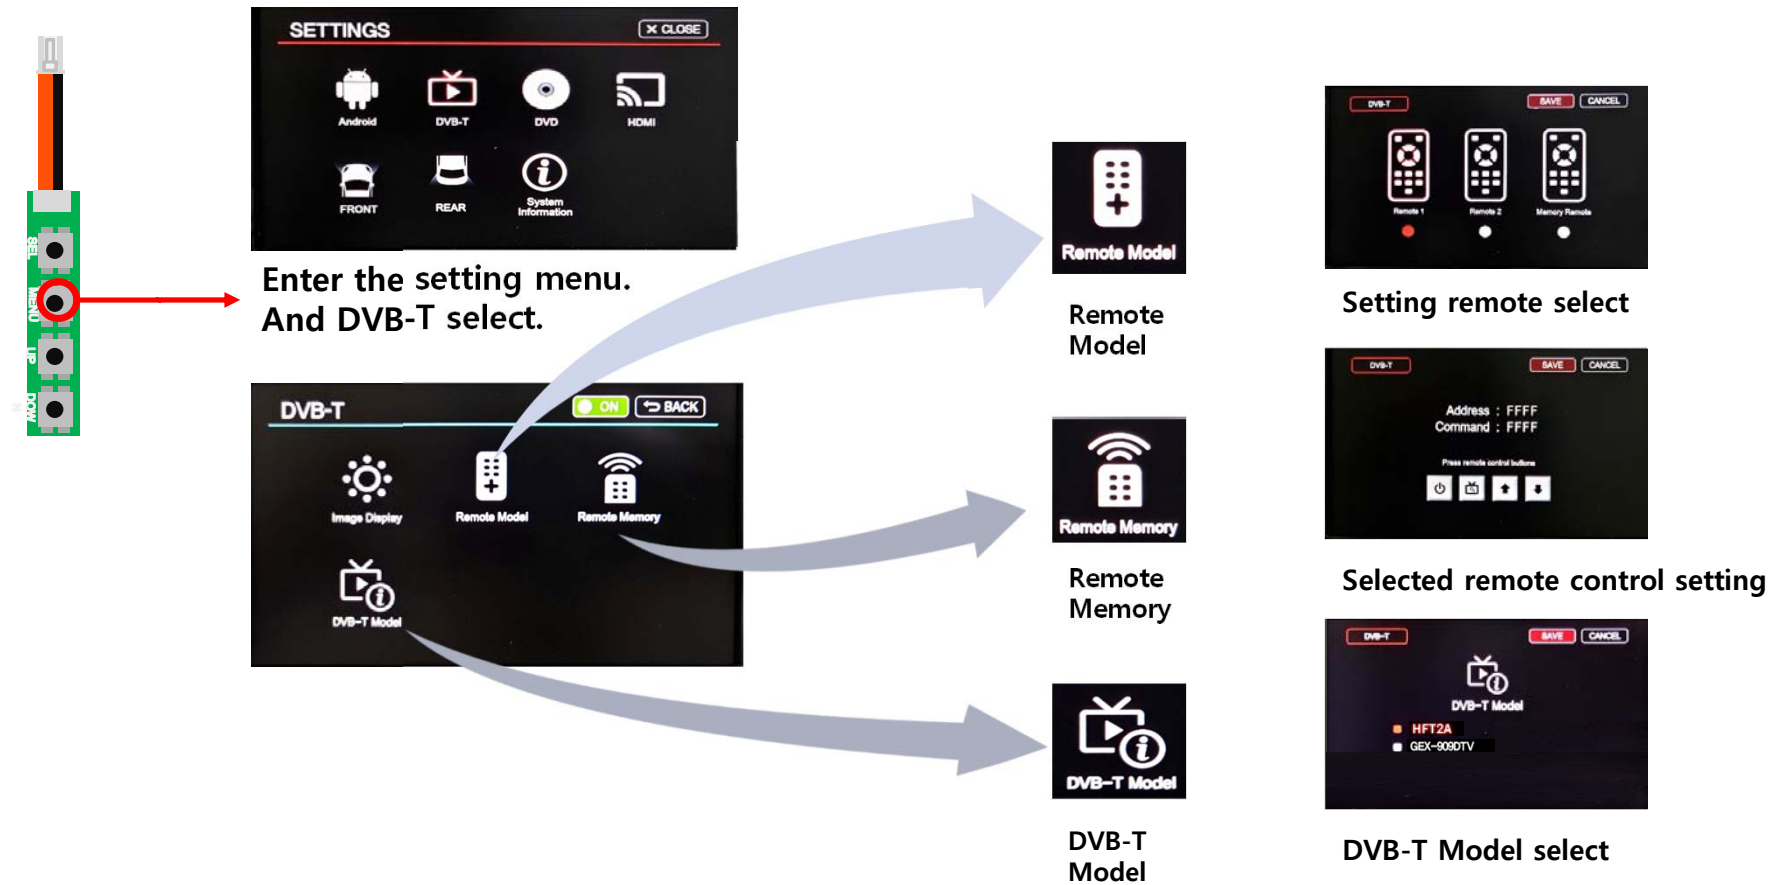 SEL
MENU
UP
DOW
N
SETTINGS
X CLOSE
Android
DVB-T
DVD
HDMI
FRONT
REAR
System
Information
Enter the setting menu.
And DVB-T select.
DVB-T
ON
BACK
Image Display
Remote Model
Remote Memory
DVB-T Model
Remote Model
Remote
Model
Remote Memory
Remote
Memory
DVB-T Model
DVB-T
Model
DVB-T
SAVE
CANCEL
Remote 1
Remote 2
Memory Remote
Setting remote select
DVB-T
SAVE
CANCEL
Address : FFFF
Command : FFFF
Press remote control buttons
Selected remote control setting
DVB-T
SAVE
CANCEL
DVB-T Model
HFT2A
GEX-909DTV
DVB-T Model select